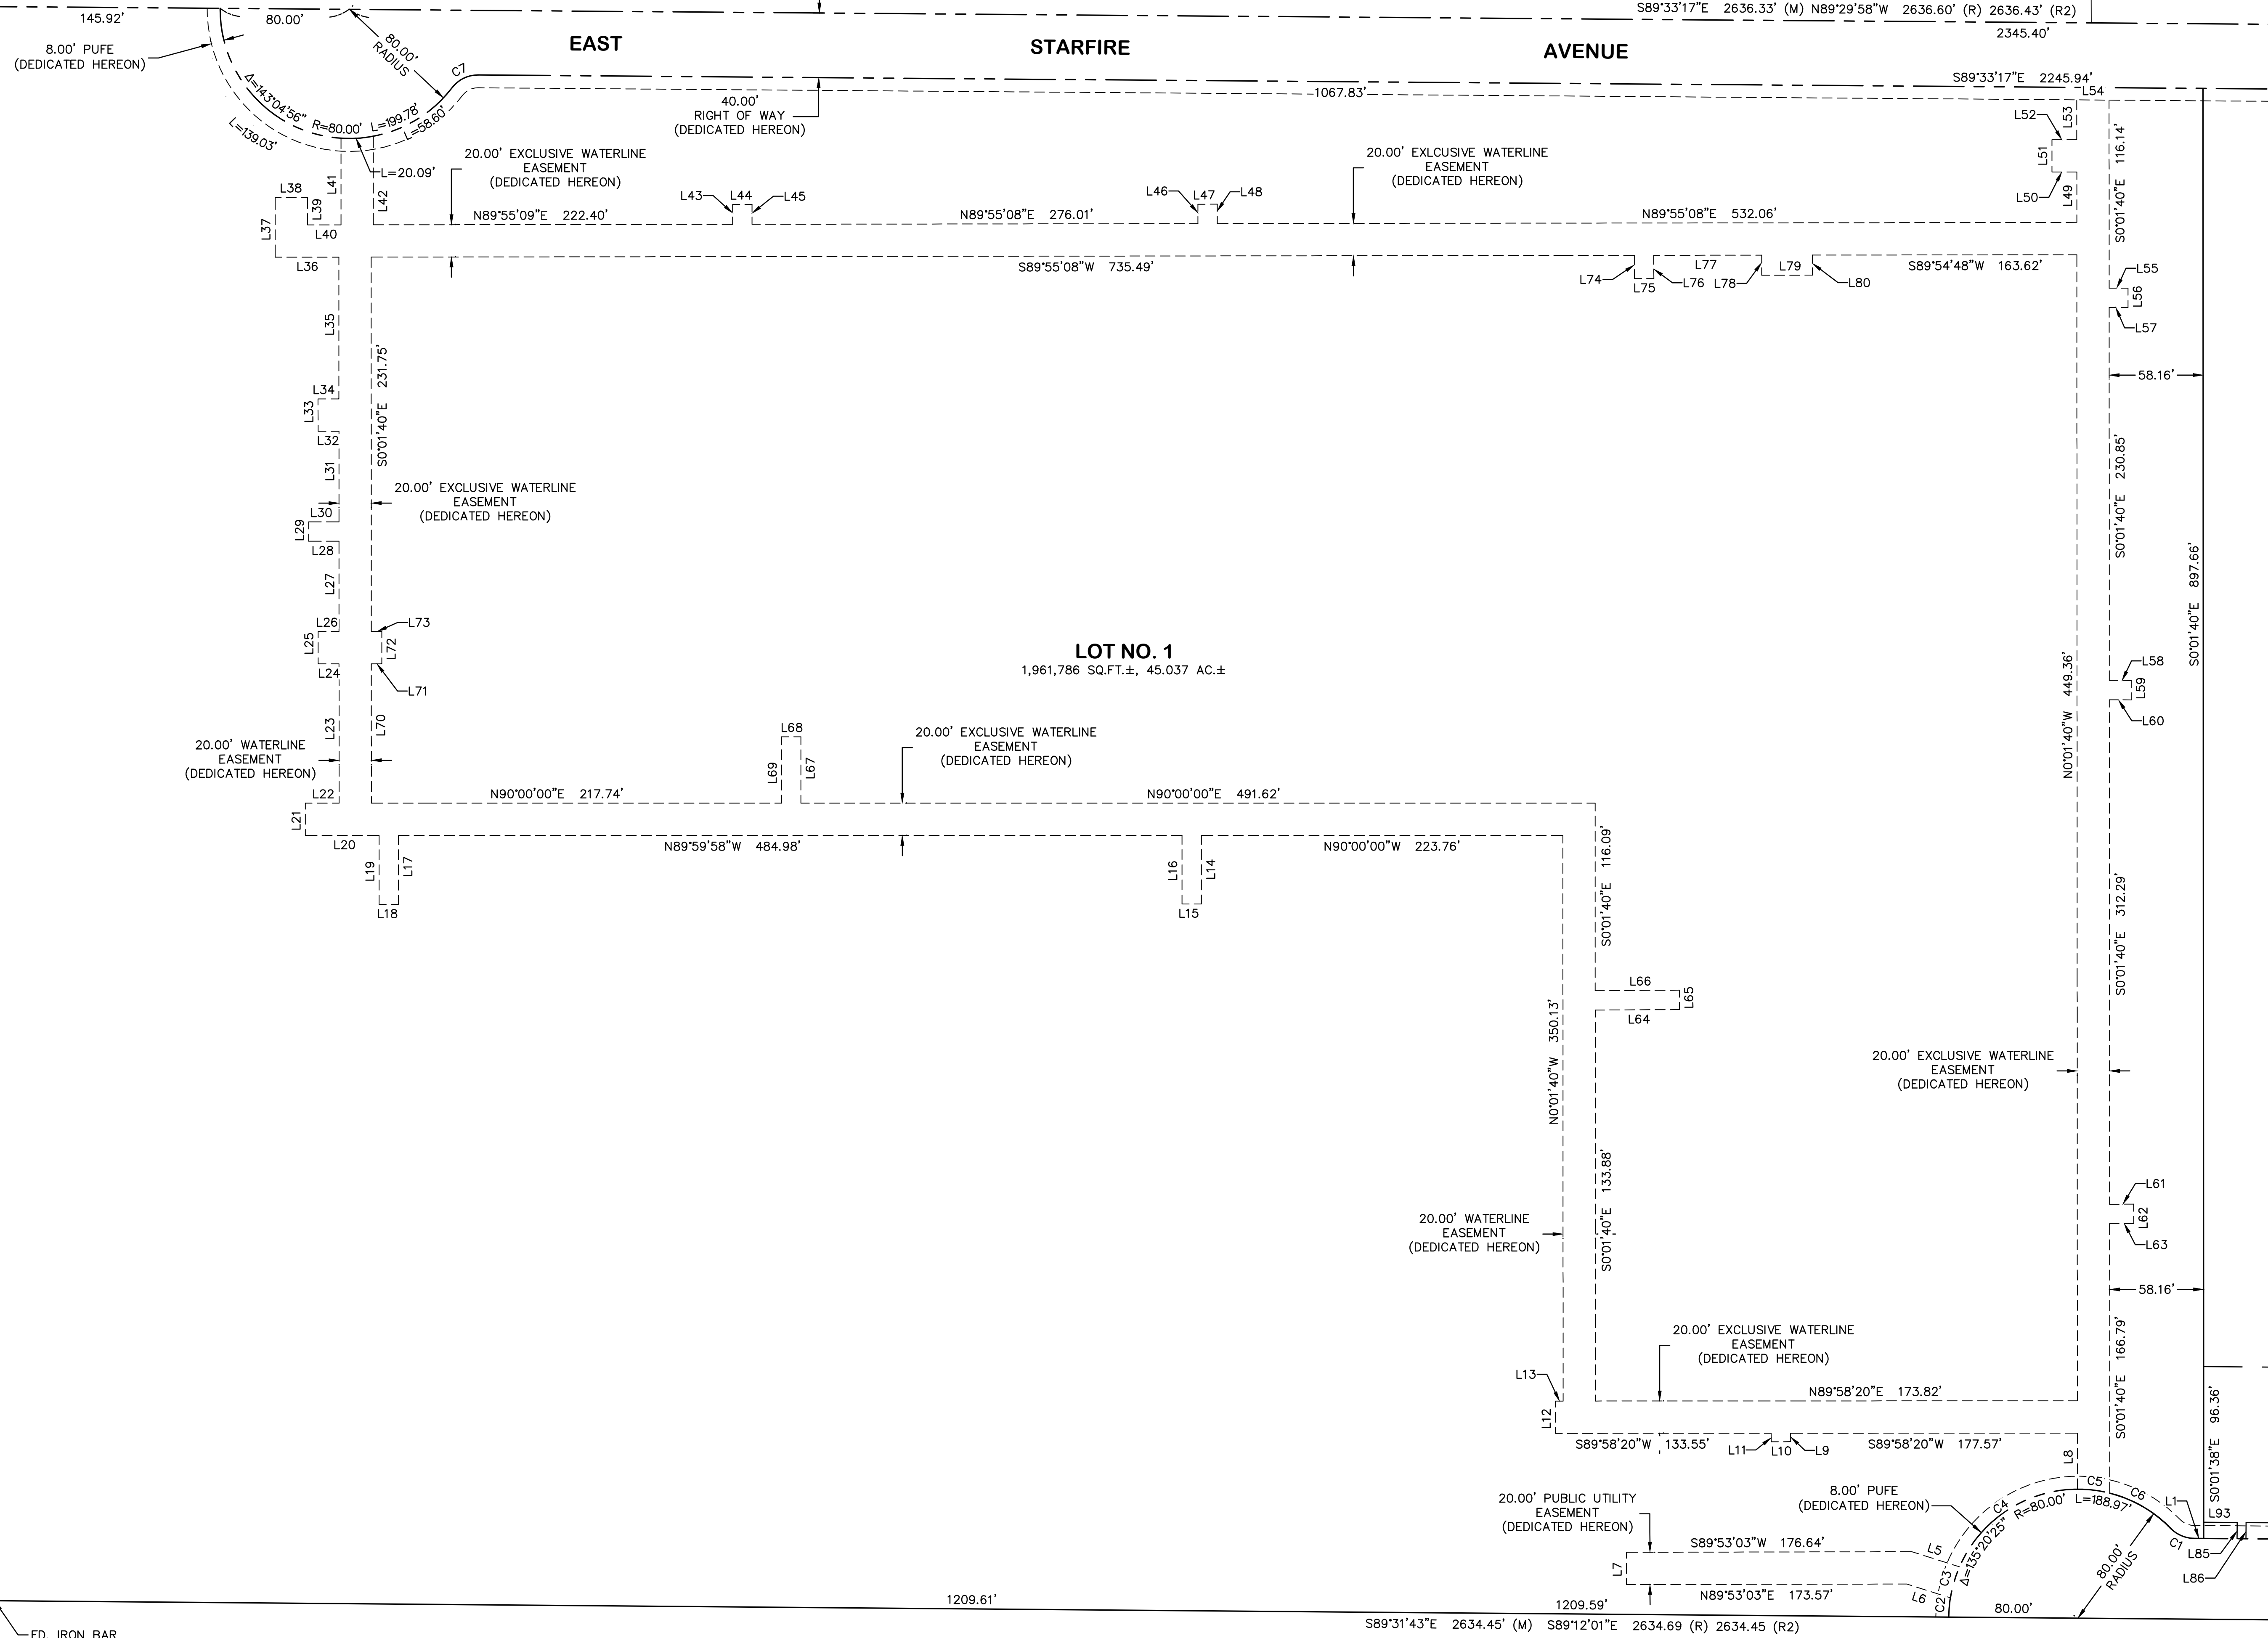 S89°33'17"E 2636.33' (M) N89°29'58"W 2636.60' (R) 2636.43' (R2)
145.92'
80.00'
2345.40'
8.00' PUFE
(DEDICATED HEREON)
80.00'
RADIUS
EAST STARFIRE AVENUE
C7
S89°33'17"E 2245.94'
Δ=143°04'56" R=80.00' L=199.78'
L=139.03'
L=58.60'
L=20.09'
40.00'
RIGHT OF WAY
(DEDICATED HEREON)
1067.83'
L54
L53
L52
L51
L50
L49
S0°01'40"E 116.14'
20.00' EXCLUSIVE WATERLINE
EASEMENT
(DEDICATED HEREON)
20.00' EXLCUSIVE WATERLINE
EASEMENT
(DEDICATED HEREON)
L41
L42
L38
L39
L37
L40
L36
N89°55'09"E 222.40'
L43
L44
L45
N89°55'08"E 276.01'
L46
L47
L48
N89°55'08"E 532.06'
S89°55'08"W 735.49'
L74
L75
L76
L77
L78
L79
L80
S89°54'48"W 163.62'
L55
L56
L57
58.16'
L35
S0°01'40"E 231.75'
L34
L33
L32
L31
L30
L29
L28
L27
20.00' EXCLUSIVE WATERLINE
EASEMENT
(DEDICATED HEREON)
S0°01'40"E 230.85'
S0°01'40"E 897.66'
L26
L25
L24
L73
L72
L71
LOT NO. 1
1,961,786 SQ.FT.±, 45.037 AC.±
N0°01'40"W 449.36'
L58
L59
L60
L23
L70
20.00' WATERLINE
EASEMENT
(DEDICATED HEREON)
L68
L69
L67
20.00' EXCLUSIVE WATERLINE
EASEMENT
(DEDICATED HEREON)
L22
L21
L20
N90°00'00"E 217.74'
N90°00'00"E 491.62'
N89°59'58"W 484.98'
N90°00'00"W 223.76'
L19
L17
L18
L16
L14
L15
S0°01'40"E 116.09'
S0°01'40"E 312.29'
L66
L65
L64
N0°01'40"W 350.13'
20.00' EXCLUSIVE WATERLINE
EASEMENT
(DEDICATED HEREON)
S0°01'40"E 133.88'
20.00' WATERLINE
EASEMENT
(DEDICATED HEREON)
L61
L62
L63
58.16'
20.00' EXCLUSIVE WATERLINE
EASEMENT
(DEDICATED HEREON)
S0°01'40"E 166.79'
S0°01'38"E 96.36'
L13
L12
N89°58'20"E 173.82'
S89°58'20"W 133.55'
L11
L10
L9
S89°58'20"W 177.57'
L8
20.00' PUBLIC UTILITY
EASEMENT
(DEDICATED HEREON)
8.00' PUFE
(DEDICATED HEREON)
C4
C5
C6
R=80.00' L=188.97'
Δ=135°20'25"
L1
C1
L93
L85
L86
80.00'
RADIUS
S89°53'03"W 176.64'
L5
L7
C3
N89°53'03"E 173.57'
L6
C2
1209.61'
1209.59'
80.00'
S89°31'43"E 2634.45' (M) S89°12'01"E 2634.69 (R) 2634.45 (R2)
FD. IRON BAR